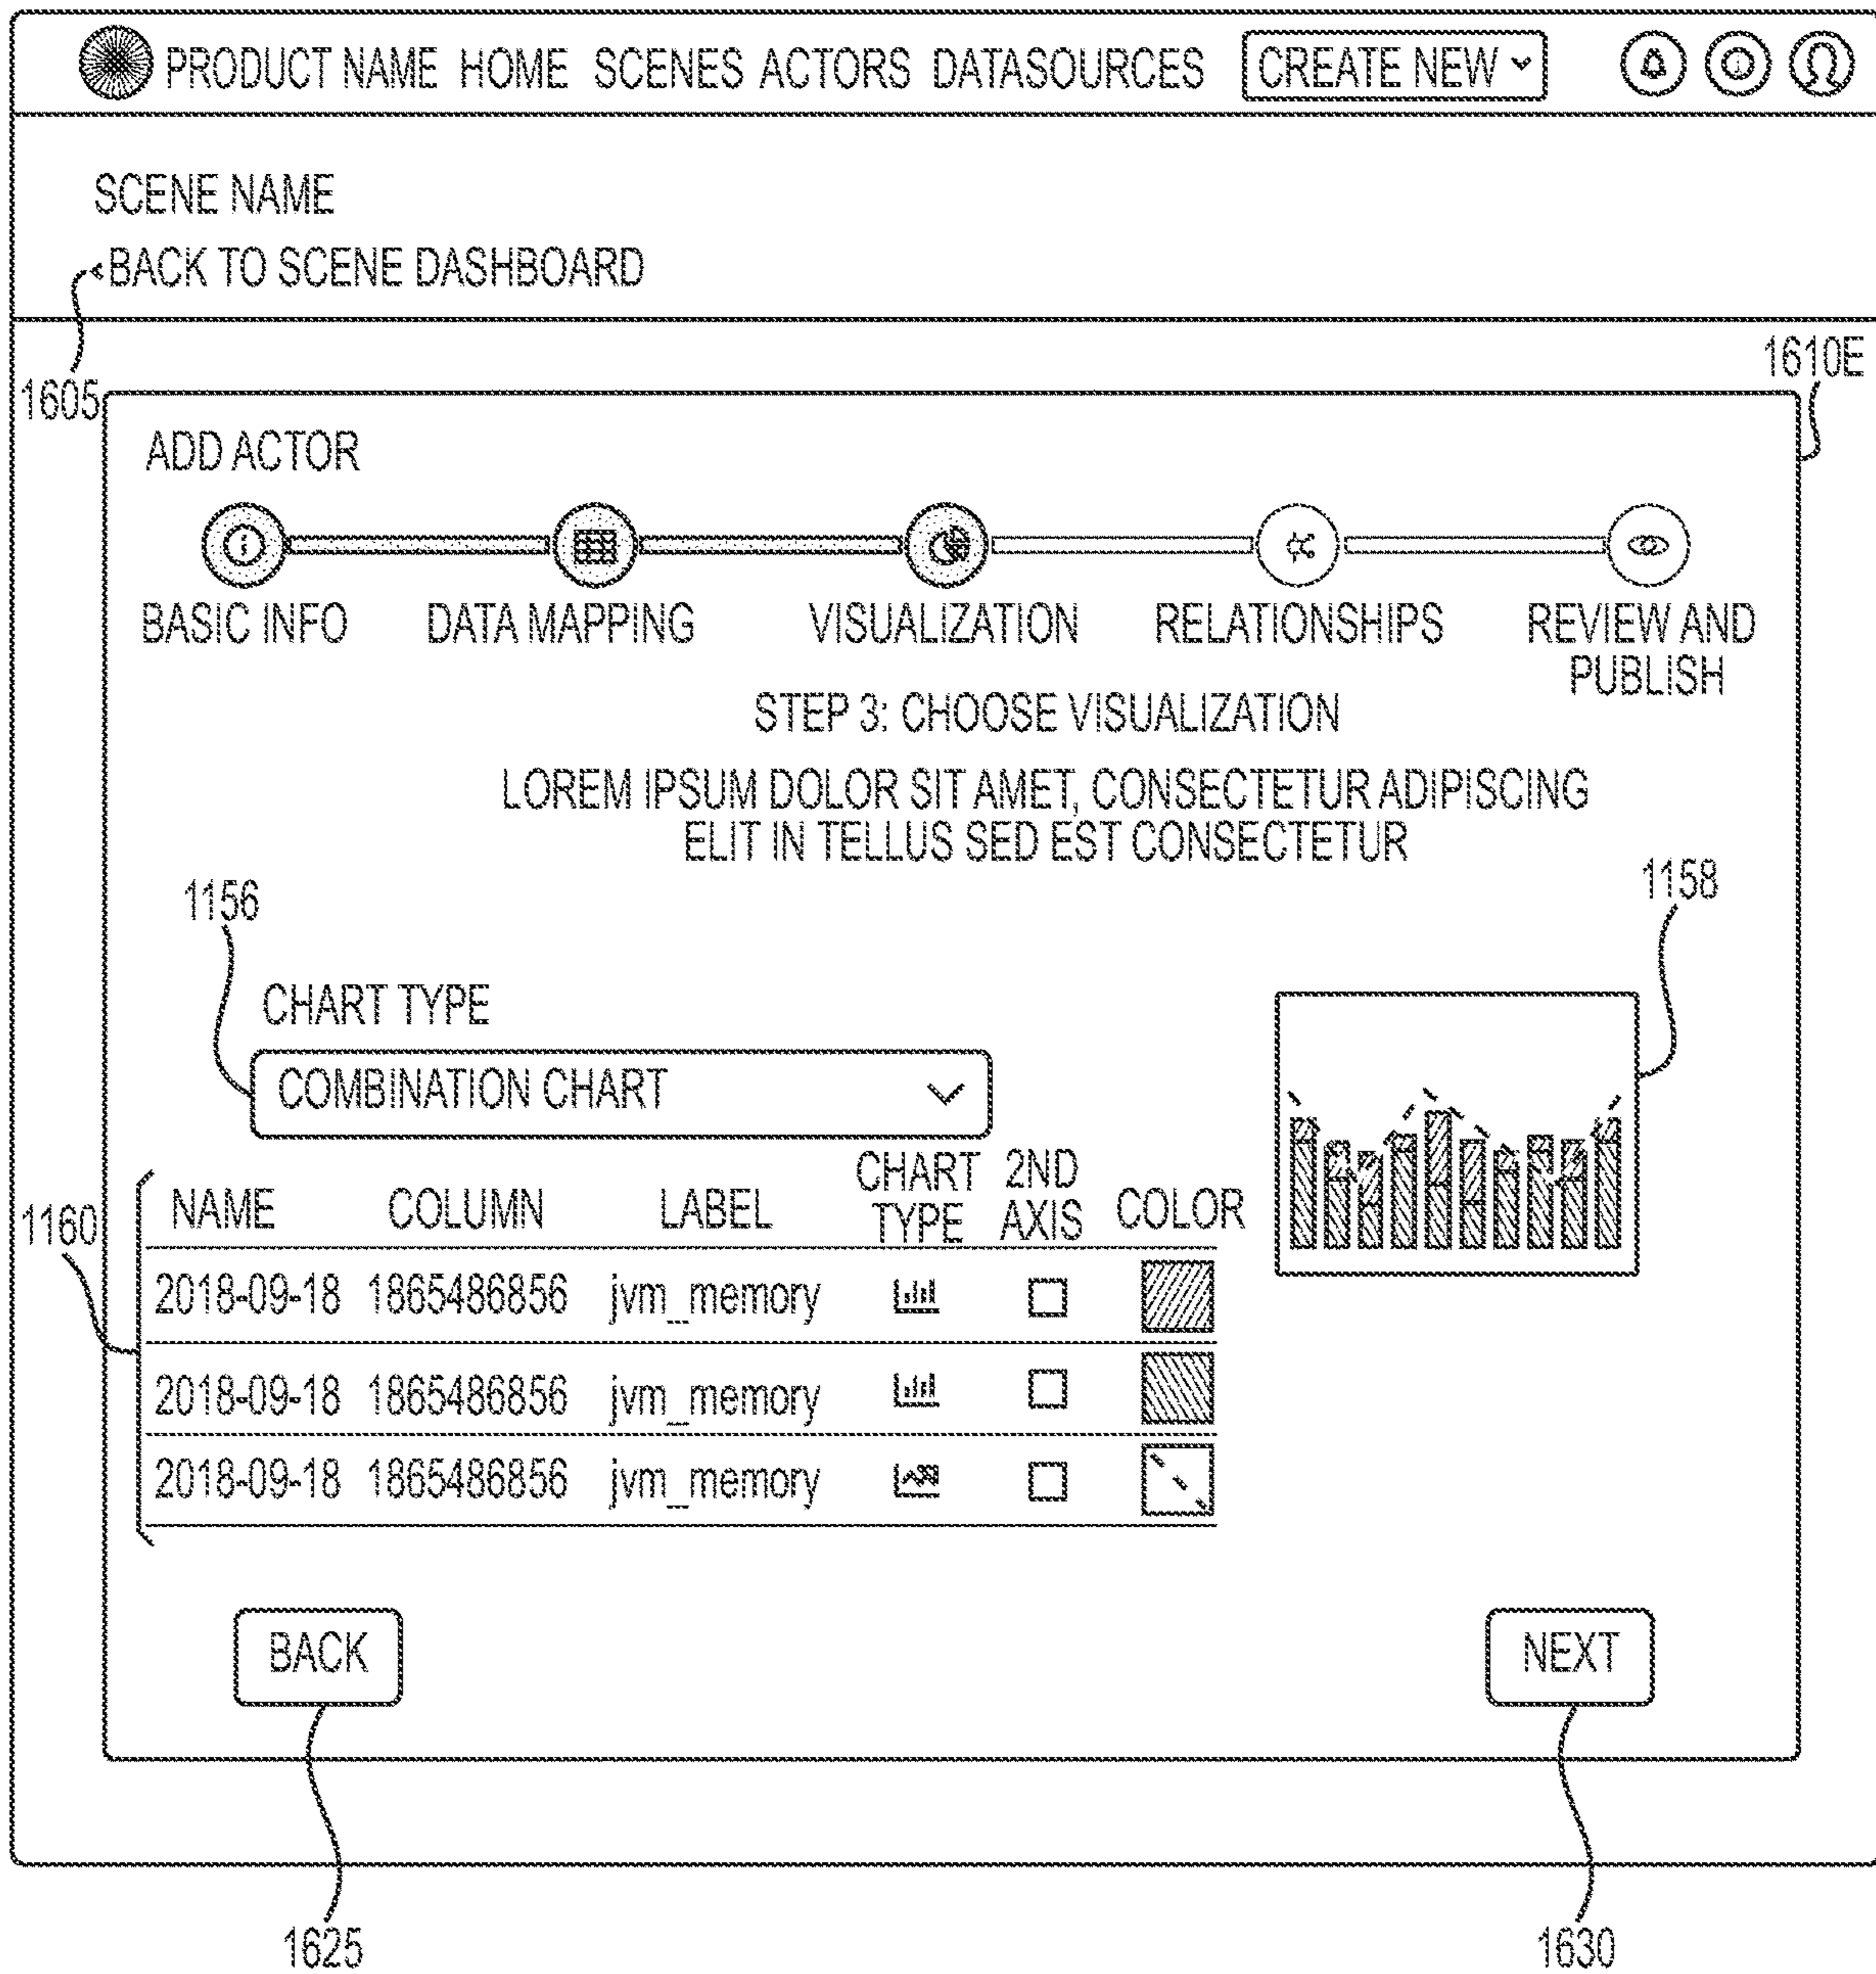 PRODUCT NAME HOME SCENES ACTORS DATASOURCES CREATE NEW
SCENE NAME
BACK TO SCENE DASHBOARD
1605
1610E
ADD ACTOR
BASIC INFO DATA MAPPING VISUALIZATION RELATIONSHIPS REVIEW AND
PUBLISH
STEP 3: CHOOSE VISUALIZATION
LOREM IPSUM DOLOR SIT AMET, CONSECTETUR ADIPISCING
ELIT IN TELLUS SED EST CONSECTETUR
1156
1158
CHART TYPE
COMBINATION CHART
1160
NAME COLUMN LABEL CHART TYPE 2ND AXIS COLOR
2018-09-18 1865486856 jvm_memory
2018-09-18 1865486856 jvm_memory
2018-09-18 1865486856 jvm_memory
BACK NEXT
1625 1630